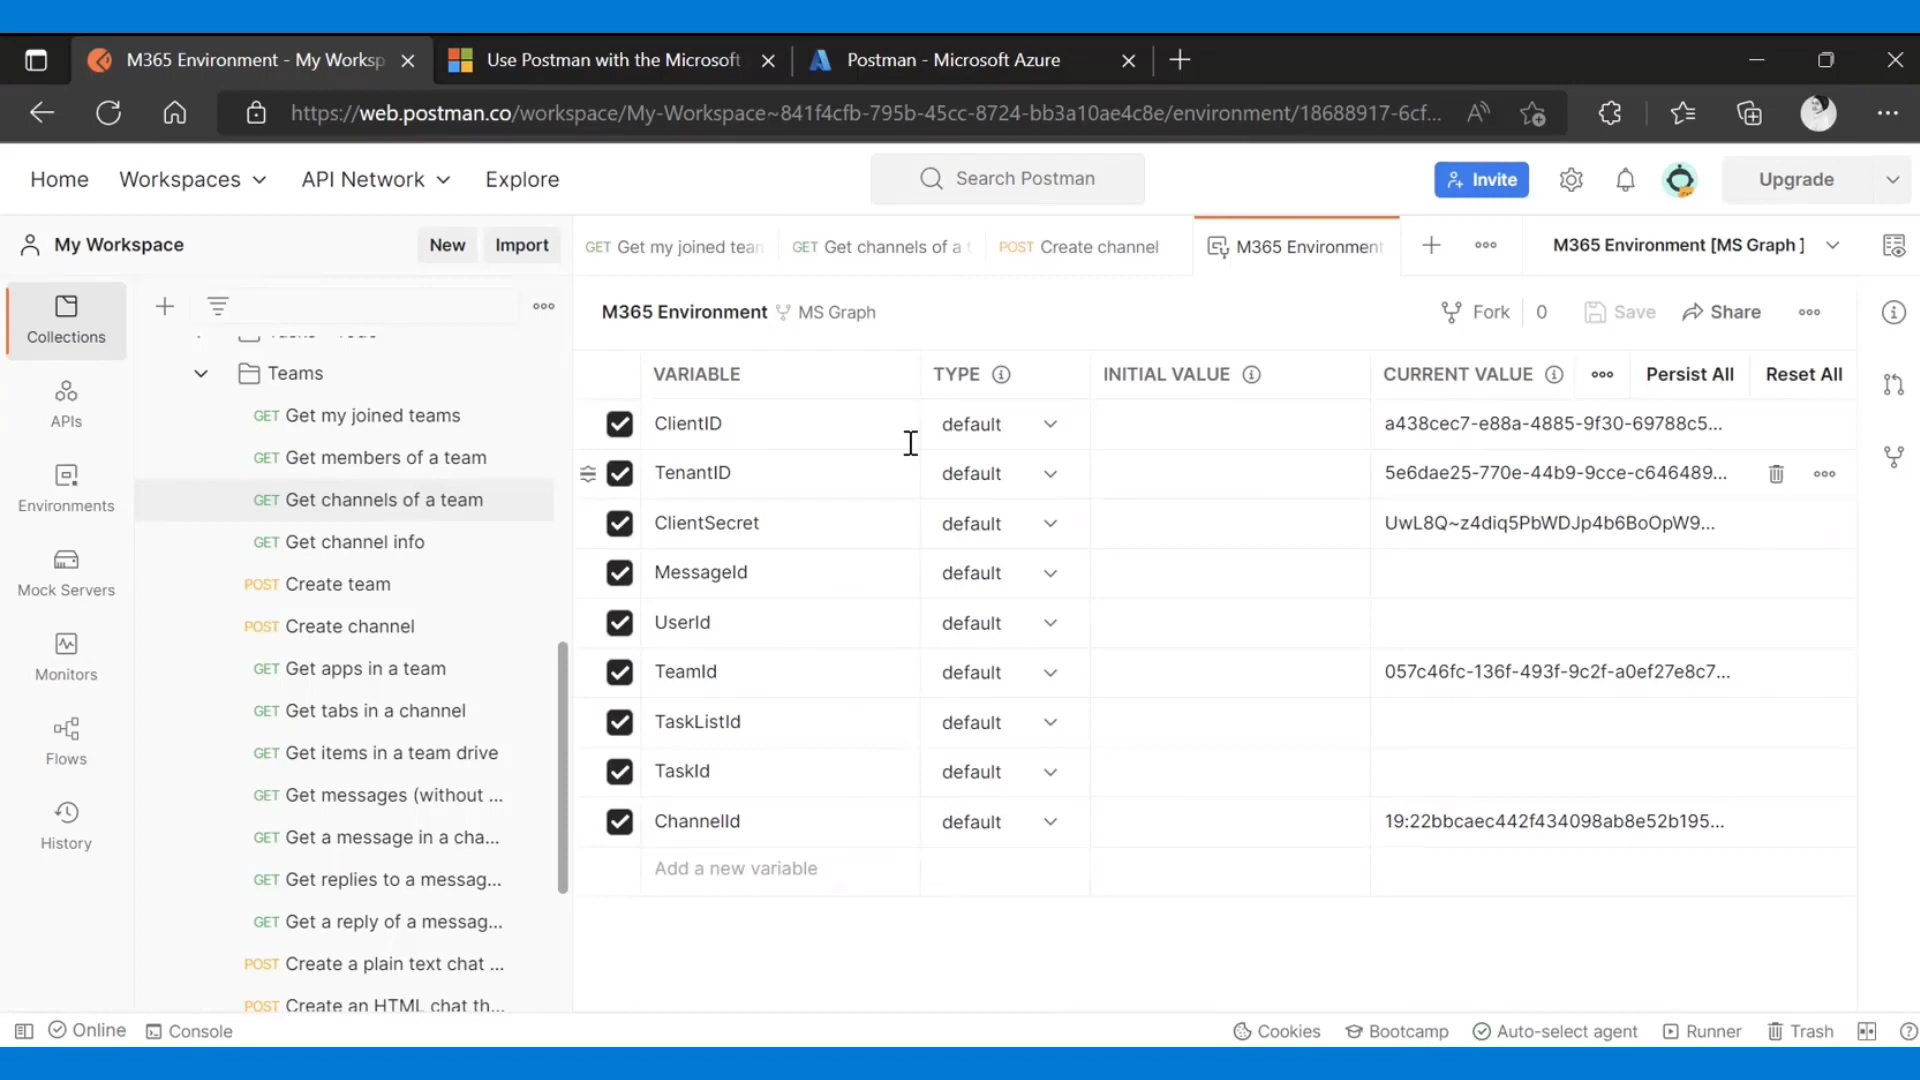 M365 Environment - My Worksp
Use Postman with the Microsoft
Postman - Microsoft Azure
https://web.postman.co/workspace/My-Workspace~841f4cfb-795b-45cc-8724-bb3a10ae4c8e/environment/18688917-6cf...
Home
Workspaces
API Network
Explore
Search Postman
Invite
Upgrade
My Workspace
New
Import
GET Get my joined tean
GET Get channels of a t
POST Create channel
M365 Environment
M365 Environment [MS Graph ]
M365 Environment
MS Graph
Fork
0
Save
Share
Collections
APIs
Environments
Mock Servers
Monitors
Flows
History
Teams
GET Get my joined teams
GET Get members of a team
GET Get channels of a team
GET Get channel info
POST Create team
POST Create channel
GET Get apps in a team
GET Get tabs in a channel
GET Get items in a team drive
GET Get messages (without ...
GET Get a message in a cha...
GET Get replies to a messag...
GET Get a reply of a messag...
POST Create a plain text chat ...
POST Create an HTML chat th...
VARIABLE TYPE INITIAL VALUE CURRENT VALUE Persist All Reset All
ClientID default a438cec7-e88a-4885-9f30-69788c5...
TenantID default 5e6dae25-770e-44b9-9cce-c646489...
ClientSecret default UwL8Q~z4diq5PbWDJp4b6BoOpW9...
MessageId default
UserId default
TeamId default 057c46fc-136f-493f-9c2f-a0ef27e8c7...
TaskListId default
TaskId default
ChannelId default 19:22bbcaec442f434098ab8e52b195...
Add a new variable
Online
Console
Cookies
Bootcamp
Auto-select agent
Runner
Trash